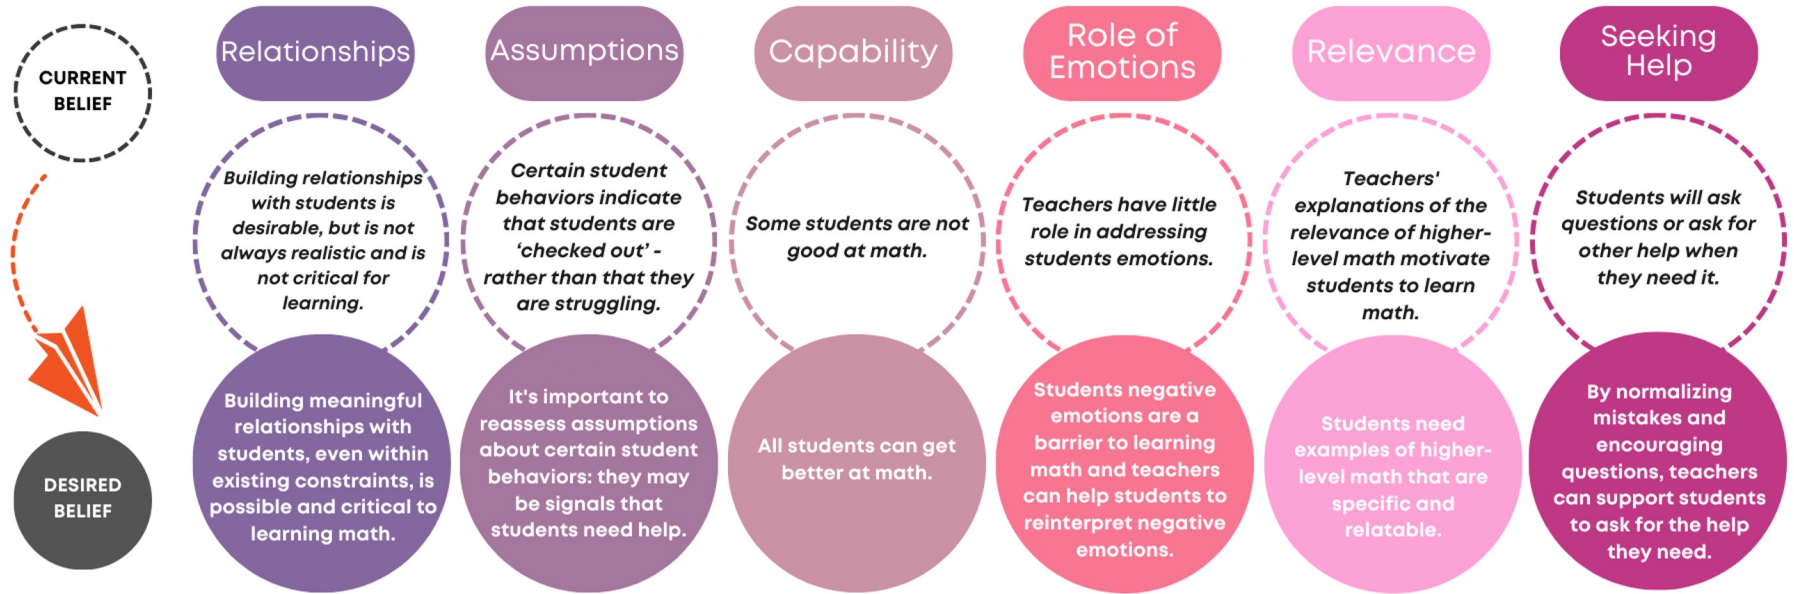 CURRENT
BELIEF
Relationships
Assumptions
Capability
Role of
Emotions
Relevance
Seeking
Help
Building relationships
with students is
desirable, but is not
always realistic and is
not critical for
learning.
Certain student
behaviors indicate
that students are
‘checked out’ -
rather than that they
are struggling.
Some students are not
good at math.
Teachers have little
role in addressing
students emotions.
Teachers'
explanations of the
relevance of higher-
level math motivate
students to learn
math.
Students will ask
questions or ask for
other help when
they need it.
DESIRED
BELIEF
Building meaningful
relationships with
students, even within
existing constraints, is
possible and critical to
learning math.
It's important to
reassess assumptions
about certain student
behaviors: they may
be signals that
students need help.
All students can get
better at math.
Students negative
emotions are a
barrier to learning
math and teachers
can help students to
reinterpret negative
emotions.
Students need
examples of higher-
level math that are
specific and
relatable.
By normalizing
mistakes and
encouraging
questions, teachers
can support students
to ask for the help
they need.